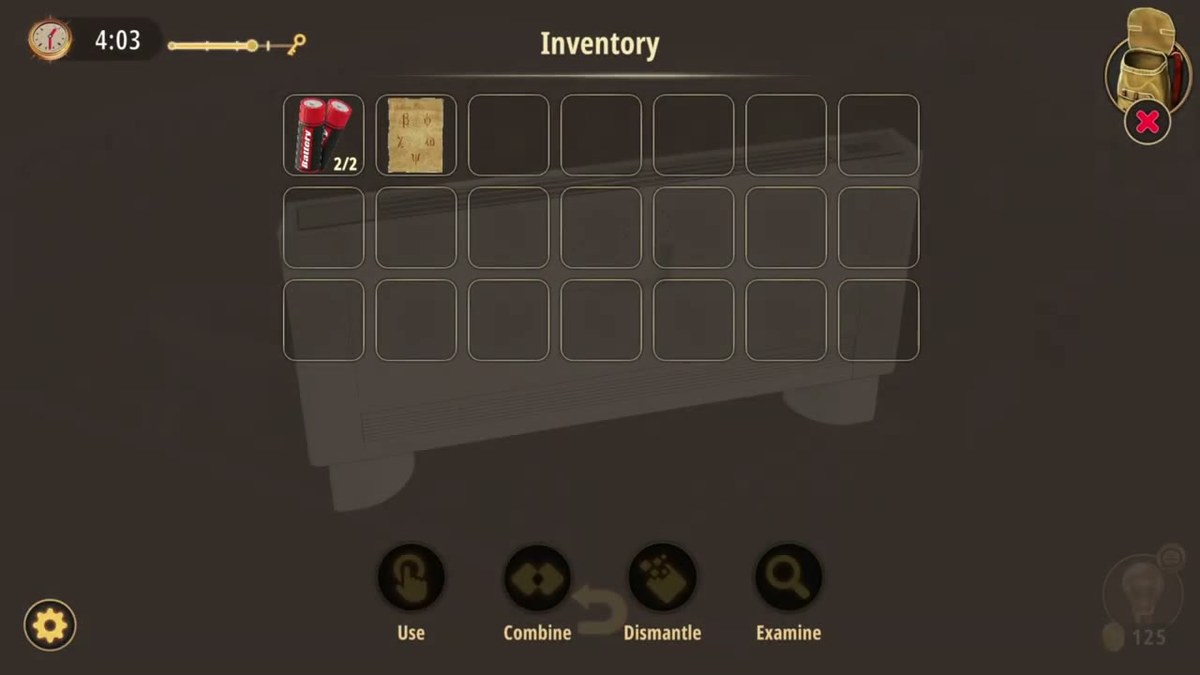 4:03
Inventory
Battery
2/2
Use
Combine
Dismantle
Examine
125